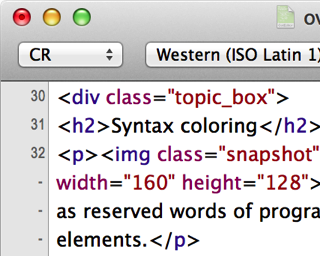 ov
CR
Western (ISO Latin 1)
30 <div class="topic_box">
31 <h2>Syntax coloring</h2>
32 <p><img class="snapshot"
- width="160" height="128">
- as reserved words of progra
- elements.</p>